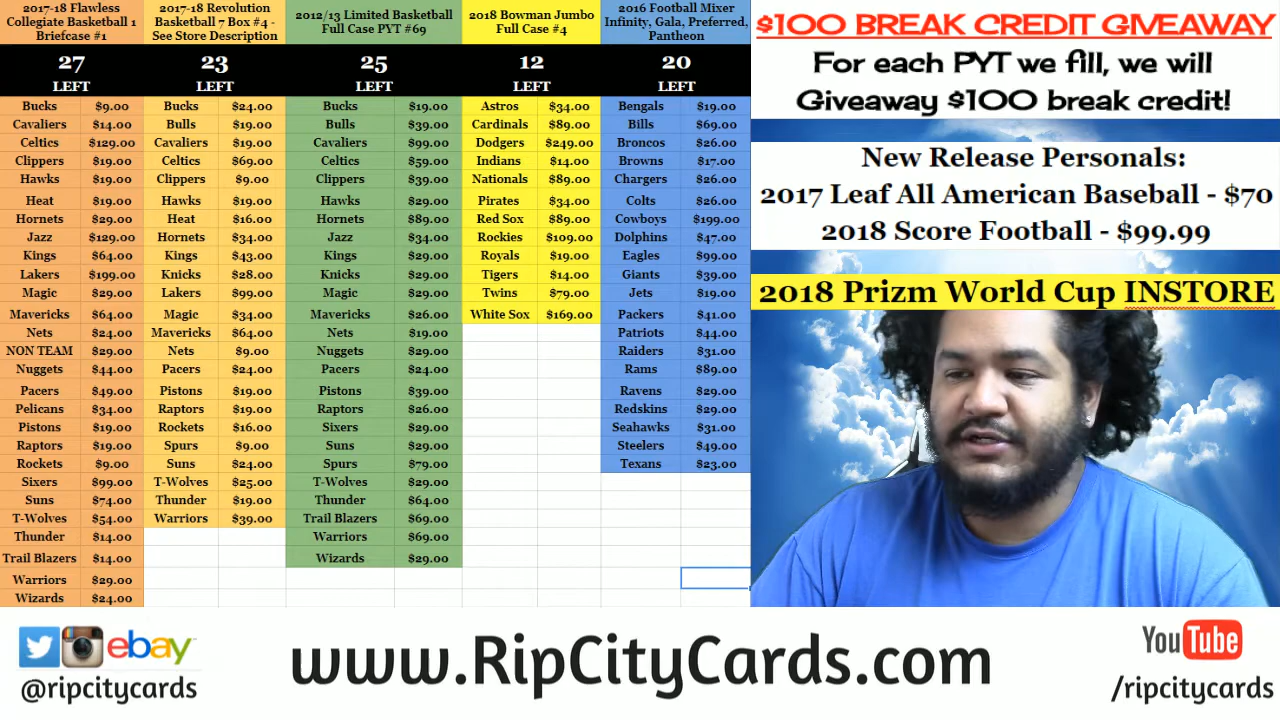 2017-18 Flawless
Collegiate Basketball 1
Briefcase #1
27
LEFT
Bucks $9.00
Cavaliers $14.00
Celtics $129.00
Clippers $19.00
Hawks $19.00
Heat $19.00
Hornets $29.00
Jazz $129.00
Kings $64.00
Lakers $199.00
Magic $29.00
Mavericks $64.00
Nets $24.00
NON TEAM $29.00
Nuggets $44.00
Pacers $49.00
Pelicans $34.00
Pistons $19.00
Raptors $19.00
Rockets $9.00
Sixers $99.00
Suns $74.00
T-Wolves $54.00
Thunder $14.00
Trail Blazers $14.00
Warriors $29.00
Wizards $24.00
2017-18 Revolution
Basketball 7 Box #4 -
See Store Description
23
LEFT
Bucks $24.00
Bulls $19.00
Cavaliers $19.00
Celtics $69.00
Clippers $9.00
Hawks $19.00
Heat $16.00
Hornets $34.00
Kings $43.00
Knicks $28.00
Lakers $99.00
Magic $34.00
Mavericks $64.00
Nets $9.00
Pacers $24.00
Pistons $19.00
Raptors $19.00
Rockets $16.00
Spurs $9.00
Suns $24.00
T-Wolves $25.00
Thunder $19.00
Warriors $39.00
2012/13 Limited Basketball
Full Case PYT #69
25
LEFT
Bucks $19.00
Bulls $39.00
Cavaliers $99.00
Celtics $59.00
Clippers $39.00
Hawks $29.00
Hornets $89.00
Jazz $34.00
Kings $29.00
Knicks $29.00
Magic $29.00
Mavericks $26.00
Nets $19.00
Nuggets $29.00
Pacers $24.00
Pistons $39.00
Raptors $26.00
Sixers $29.00
Suns $29.00
Spurs $79.00
T-Wolves $29.00
Thunder $64.00
Trail Blazers $69.00
Warriors $69.00
Wizards $29.00
2018 Bowman Jumbo
Full Case #4
12
LEFT
Astros $34.00
Cardinals $89.00
Dodgers $249.00
Indians $14.00
Nationals $89.00
Pirates $34.00
Red Sox $89.00
Rockies $109.00
Royals $19.00
Tigers $14.00
Twins $79.00
White Sox $169.00
2016 Football Mixer
Infinity, Gala, Preferred,
Pantheon
20
LEFT
Bengals $19.00
Bills $69.00
Broncos $26.00
Browns $17.00
Chargers $26.00
Colts $26.00
Cowboys $199.00
Dolphins $47.00
Eagles $99.00
Giants $39.00
Jets $19.00
Packers $41.00
Patriots $44.00
Raiders $31.00
Rams $89.00
Ravens $29.00
Redskins $29.00
Seahawks $31.00
Steelers $49.00
Texans $23.00
$100 BREAK CREDIT GIVEAWAY
For each PYT we fill, we will
Giveaway $100 break credit!
New Release Personals:
2017 Leaf All American Baseball - $70
2018 Score Football - $99.99
2018 Prizm World Cup INSTORE
ebay
@ripcitycards
www.RipCityCards.com
YouTube
/ripcitycards